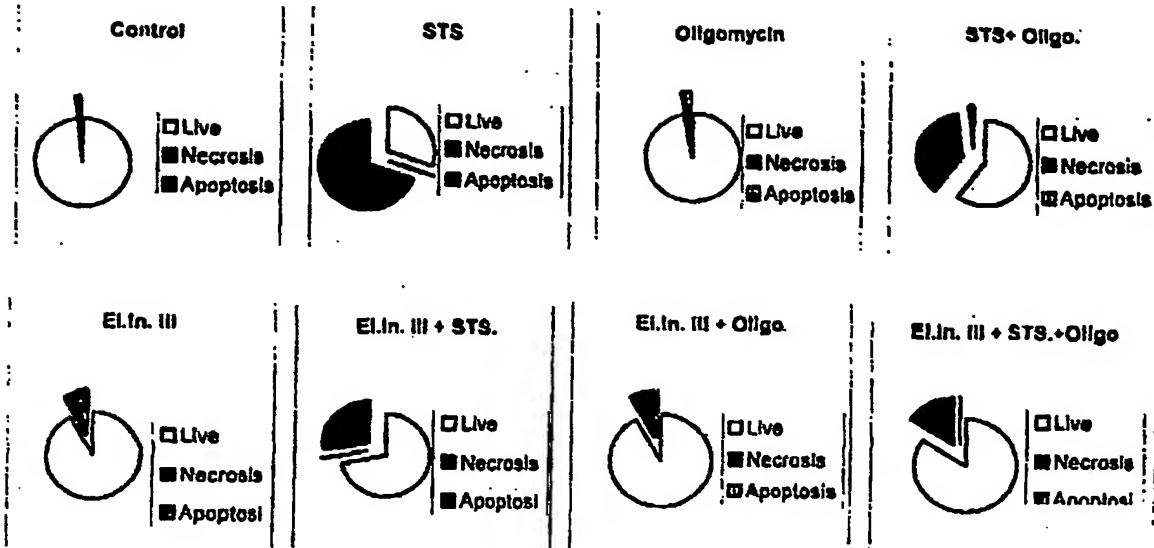 Control
STS
Oligomycin
STS+ Oligo.
Live
Necrosis
Apoptosis
Live
Necrosis
Apoptosis
Live
Necrosis
Apoptosis
Live
Necrosis
Apoptosis
El.In. III
El.In. III + STS.
El.In. III + Oligo.
El.In. III + STS.+Oligo
Live
Necrosis
Apoptosi
Live
Necrosis
Apoptosi
Live
Necrosis
Apoptosis
Live
Necrosis
Apoptosi